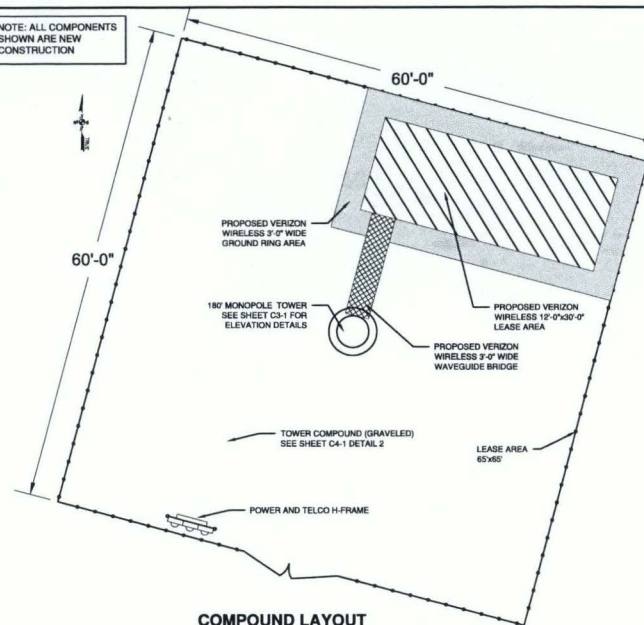 NOTE: ALL COMPONENTS
SHOWN ARE NEW
CONSTRUCTION
60'-0"
60'-0"
PROPOSED VERIZON
WIRELESS 3'-0" WIDE
GROUND RING AREA
180' MONOPOLE TOWER
SEE SHEET C3-1 FOR
ELEVATION DETAILS
PROPOSED VERIZON
WIRELESS 12'-0"x30'-0"
LEASE AREA
PROPOSED VERIZON
WIRELESS 3'-0" WIDE
WAVEGUIDE BRIDGE
TOWER COMPOUND (GRAVELED)
SEE SHEET C4-1 DETAIL 2
LEASE AREA
65'x65'
POWER AND TELCO H-FRAME
COMPOUND LAYOUT